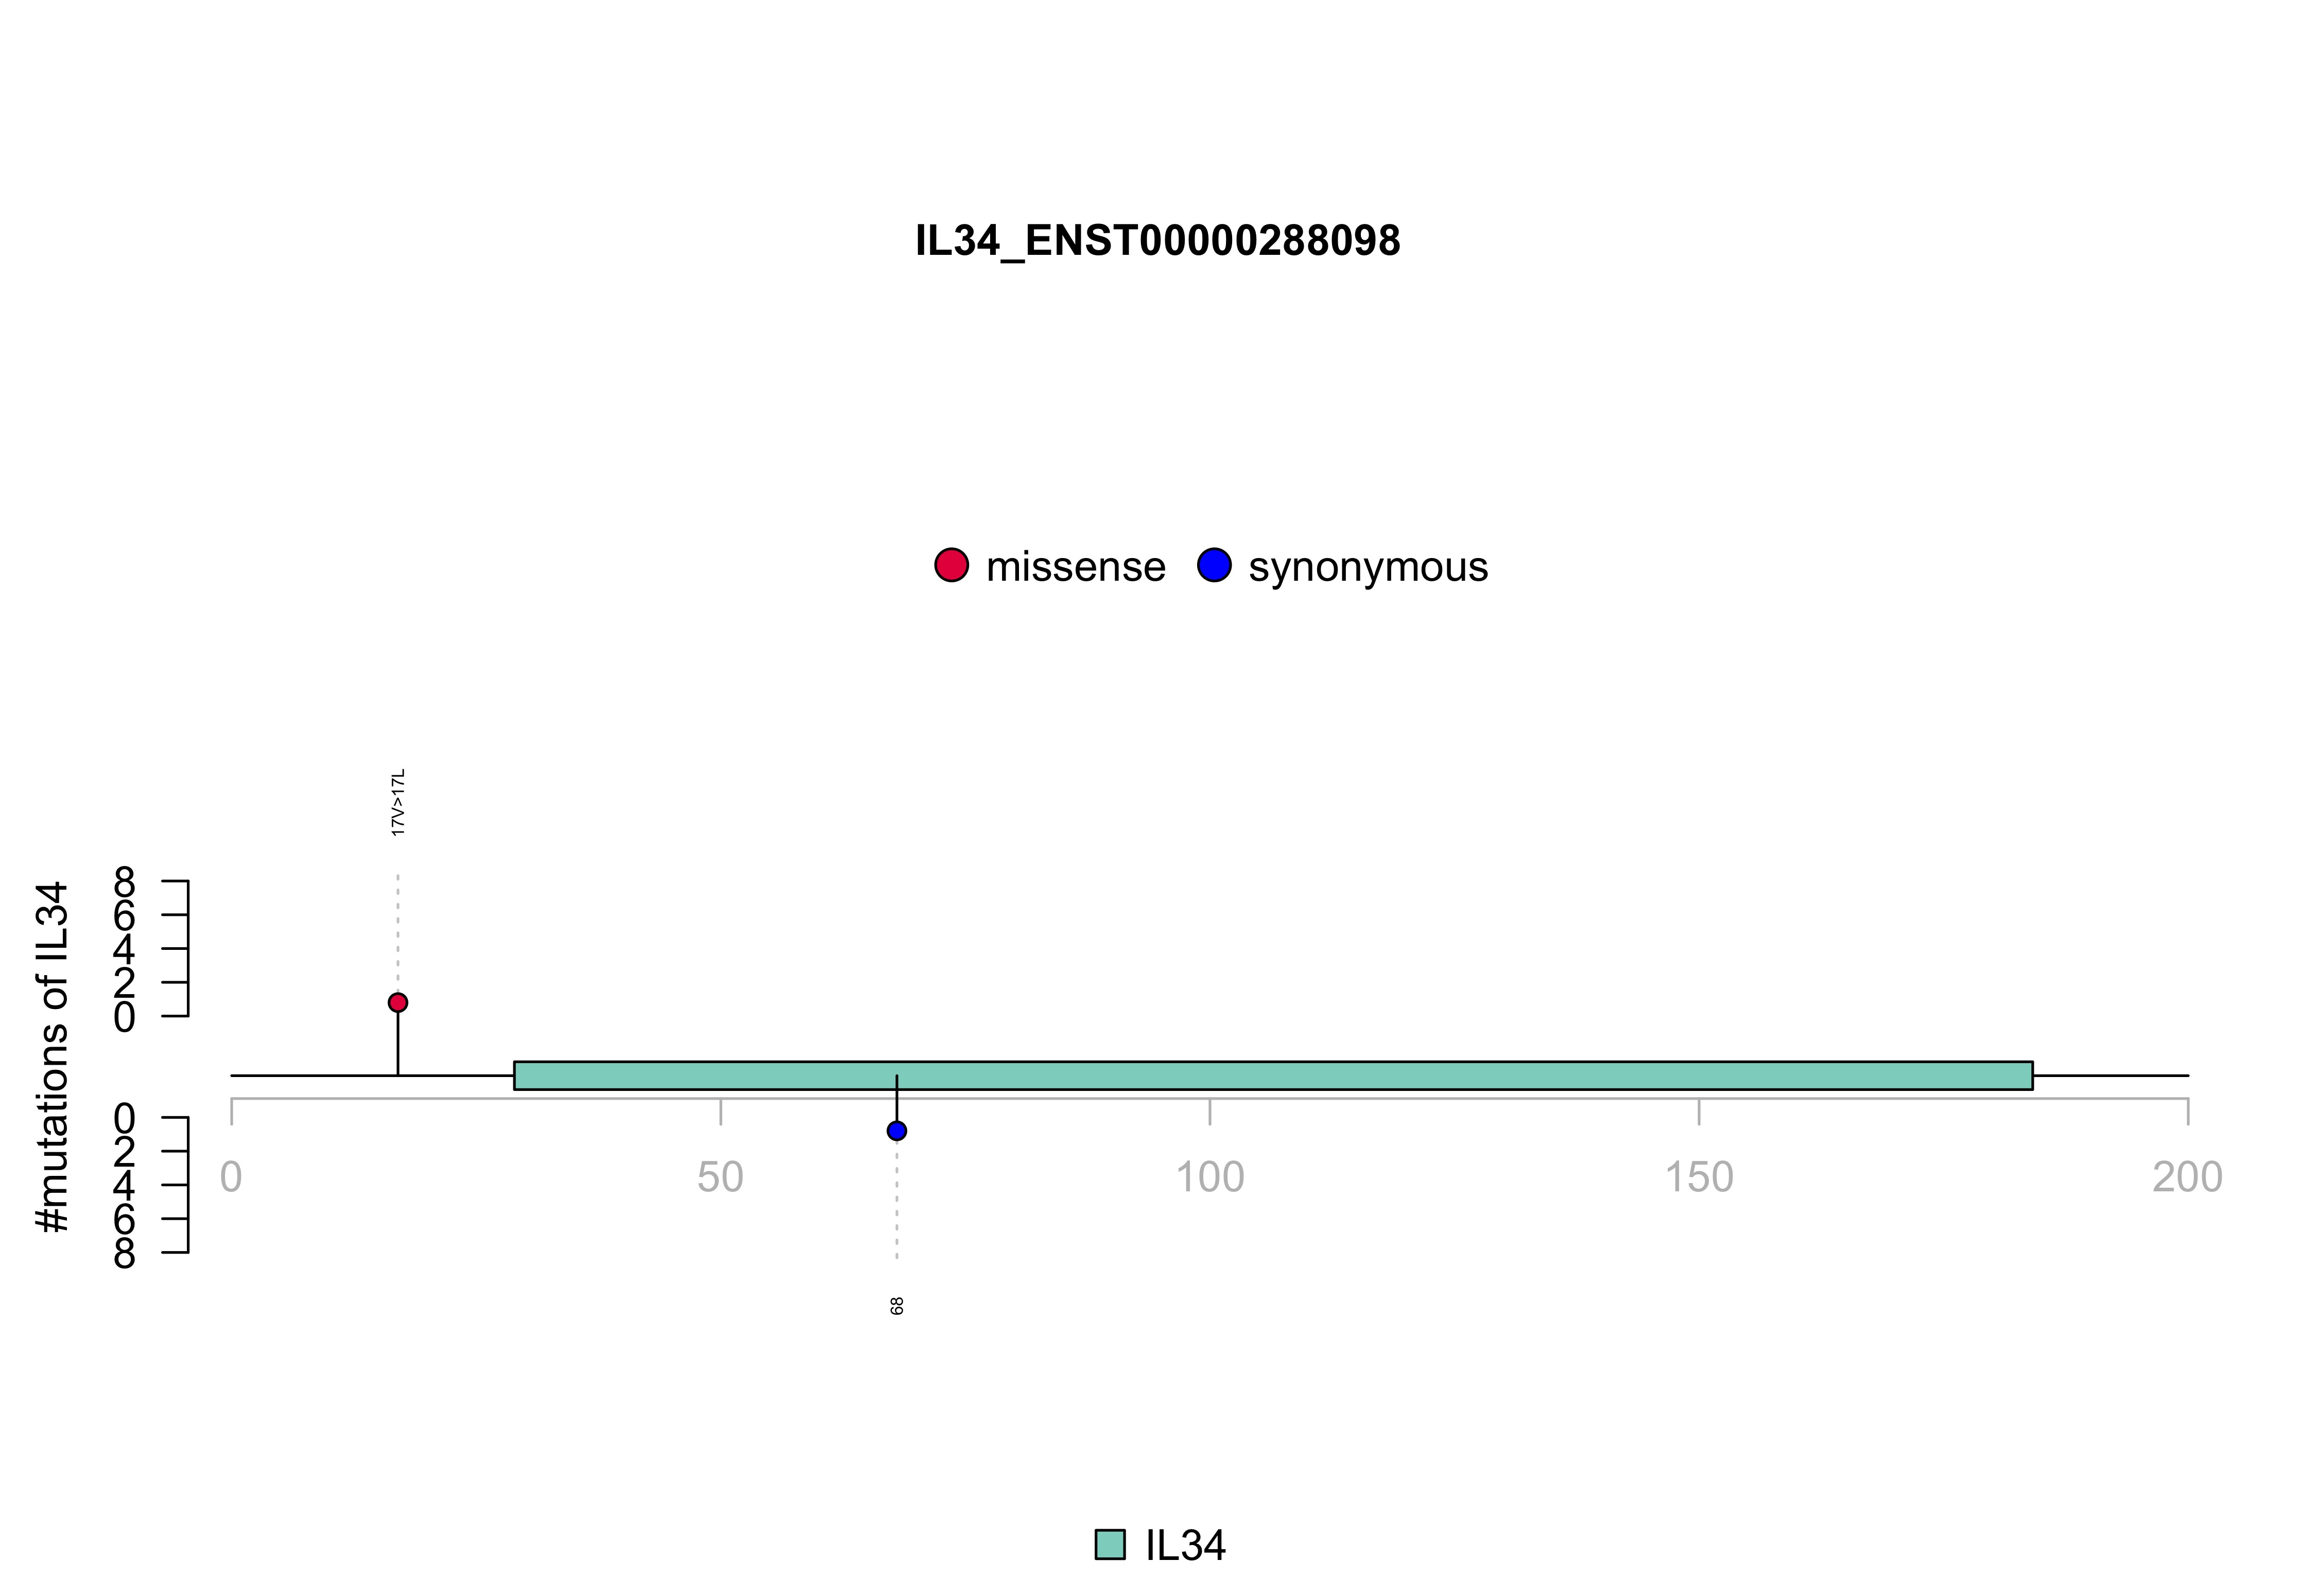 IL34_ENST00000288098
missense synonymous
17V>17L
#mutations of IL34
8
6
4
2
0
0
2
4
6
8
0 50 100 150 200
68
IL34